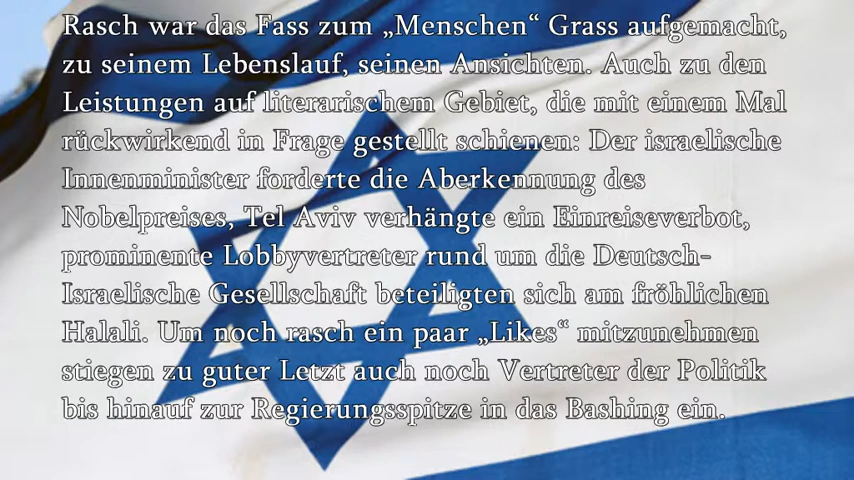 Rasch war das Fass zum „Menschen“ Grass aufgemacht,
zu seinem Lebenslauf, seinen Ansichten. Auch zu den
Leistungen auf literarischem Gebiet, die mit einem Mal
rückwirkend in Frage gestellt schienen: Der israelische
Innenminister forderte die Aberkennung des
Nobelpreises, Tel Aviv verhängte ein Einreiseverbot,
prominente Lobbyvertreter rund um die Deutsch-
Israelische Gesellschaft beteiligten sich am fröhlichen
Halali. Um noch rasch ein paar „Likes“ mitzunehmen
stiegen zu guter Letzt auch noch Vertreter der Politik
bis hinauf zur Regierungsspitze in das Bashing ein.